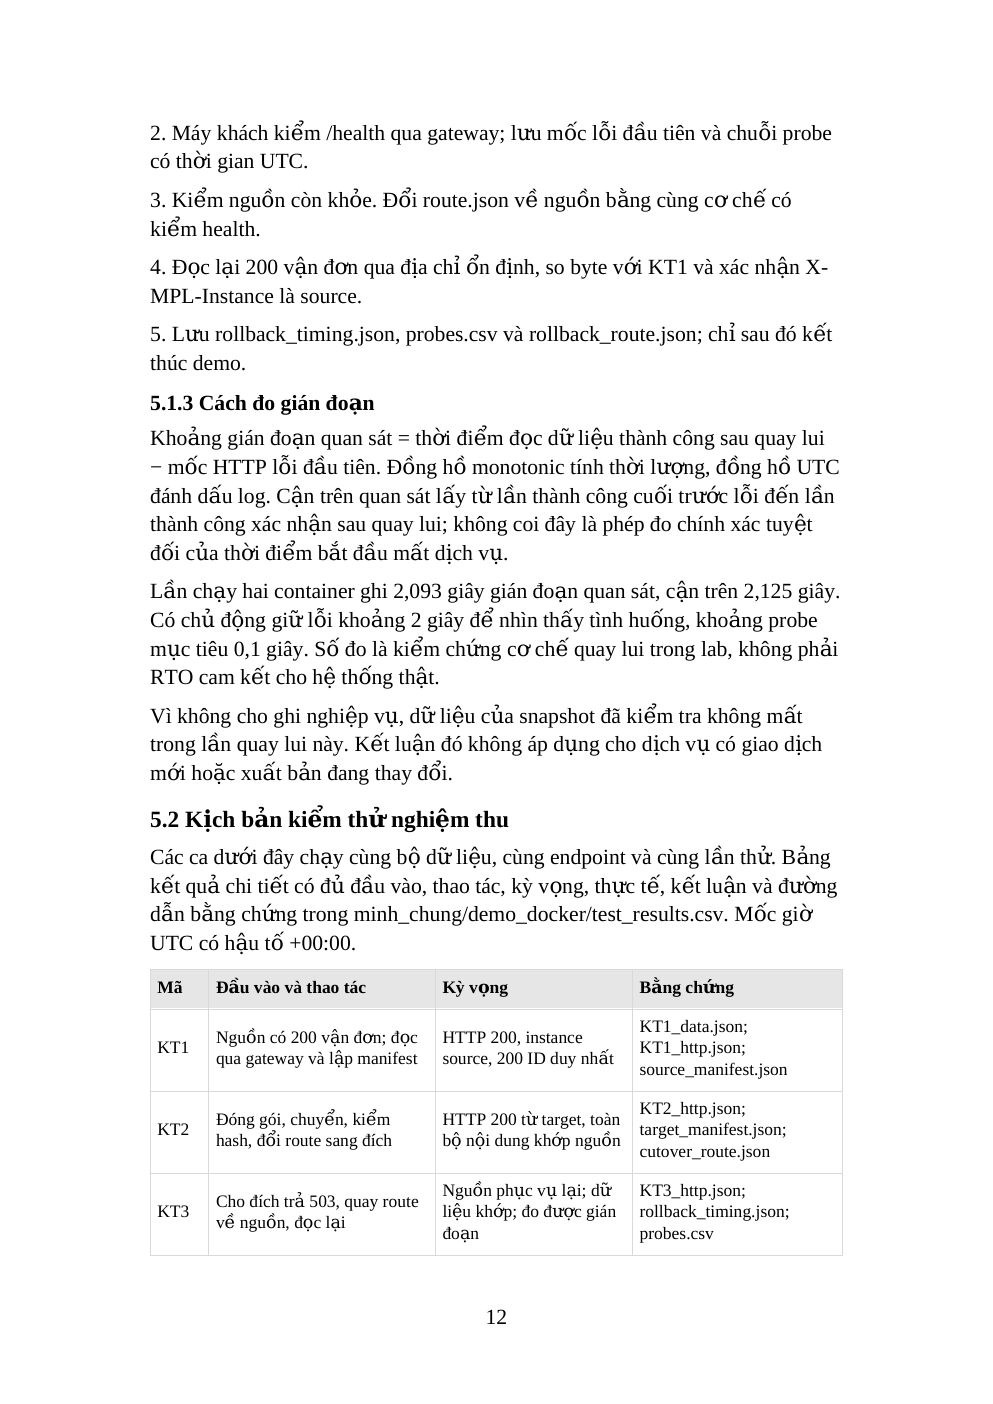 2. Máy khách kiểm /health qua gateway; lưu mốc lỗi đầu tiên và chuỗi probe
có thời gian UTC.
3. Kiểm nguồn còn khỏe. Đổi route.json về nguồn bằng cùng cơ chế có
kiểm health.
4. Đọc lại 200 vận đơn qua địa chỉ ổn định, so byte với KT1 và xác nhận X-
MPL-Instance là source.
5. Lưu rollback_timing.json, probes.csv và rollback_route.json; chỉ sau đó kết
thúc demo.
5.1.3 Cách đo gián đoạn
Khoảng gián đoạn quan sát = thời điểm đọc dữ liệu thành công sau quay lui
− mốc HTTP lỗi đầu tiên. Đồng hồ monotonic tính thời lượng, đồng hồ UTC
đánh dấu log. Cận trên quan sát lấy từ lần thành công cuối trước lỗi đến lần
thành công xác nhận sau quay lui; không coi đây là phép đo chính xác tuyệt
đối của thời điểm bắt đầu mất dịch vụ.
Lần chạy hai container ghi 2,093 giây gián đoạn quan sát, cận trên 2,125 giây.
Có chủ động giữ lỗi khoảng 2 giây để nhìn thấy tình huống, khoảng probe
mục tiêu 0,1 giây. Số đo là kiểm chứng cơ chế quay lui trong lab, không phải
RTO cam kết cho hệ thống thật.
Vì không cho ghi nghiệp vụ, dữ liệu của snapshot đã kiểm tra không mất
trong lần quay lui này. Kết luận đó không áp dụng cho dịch vụ có giao dịch
mới hoặc xuất bản đang thay đổi.
5.2 Kịch bản kiểm thử nghiệm thu
Các ca dưới đây chạy cùng bộ dữ liệu, cùng endpoint và cùng lần thử. Bảng
kết quả chi tiết có đủ đầu vào, thao tác, kỳ vọng, thực tế, kết luận và đường
dẫn bằng chứng trong minh_chung/demo_docker/test_results.csv. Mốc giờ
UTC có hậu tố +00:00.
Mã Đầu vào và thao tác Kỳ vọng Bằng chứng
KT1
Nguồn có 200 vận đơn; đọc
qua gateway và lập manifest
HTTP 200, instance
source, 200 ID duy nhất
KT1_data.json;
KT1_http.json;
source_manifest.json
KT2
Đóng gói, chuyển, kiểm
hash, đổi route sang đích
HTTP 200 từ target, toàn
bộ nội dung khớp nguồn
KT2_http.json;
target_manifest.json;
cutover_route.json
KT3
Cho đích trả 503, quay route
về nguồn, đọc lại
Nguồn phục vụ lại; dữ
liệu khớp; đo được gián
đoạn
KT3_http.json;
rollback_timing.json;
probes.csv
12